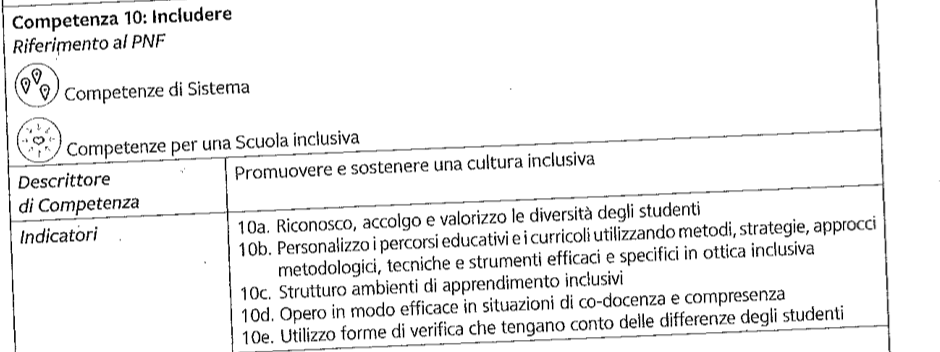 Competenza 10: Includere
Riferimento al PNF
Competenze di Sistema
Competenze per una Scuola inclusiva
Descrittore
di Competenza
Promuovere e sostenere una cultura inclusiva
Indicatori
10a. Riconosco, accolgo e valorizzo le diversità degli studenti
10b. Personalizzo i percorsi educativi e i curricoli utilizzando metodi, strategie, approcci
metodologici, tecniche e strumenti efficaci e specifici in ottica inclusiva
10c. Strutturo ambienti di apprendimento inclusivi
10d. Opero in modo efficace in situazioni di co-docenza e compresenza
10e. Utilizzo forme di verifica che tengano conto delle differenze degli studenti